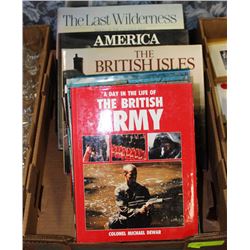 The Last Wilderness
AMERICA
THE
BRITISH ISLES
A DAY IN THE LIFE OF
THE BRITISH
ARMY
COLONEL MICHAEL DEWAR